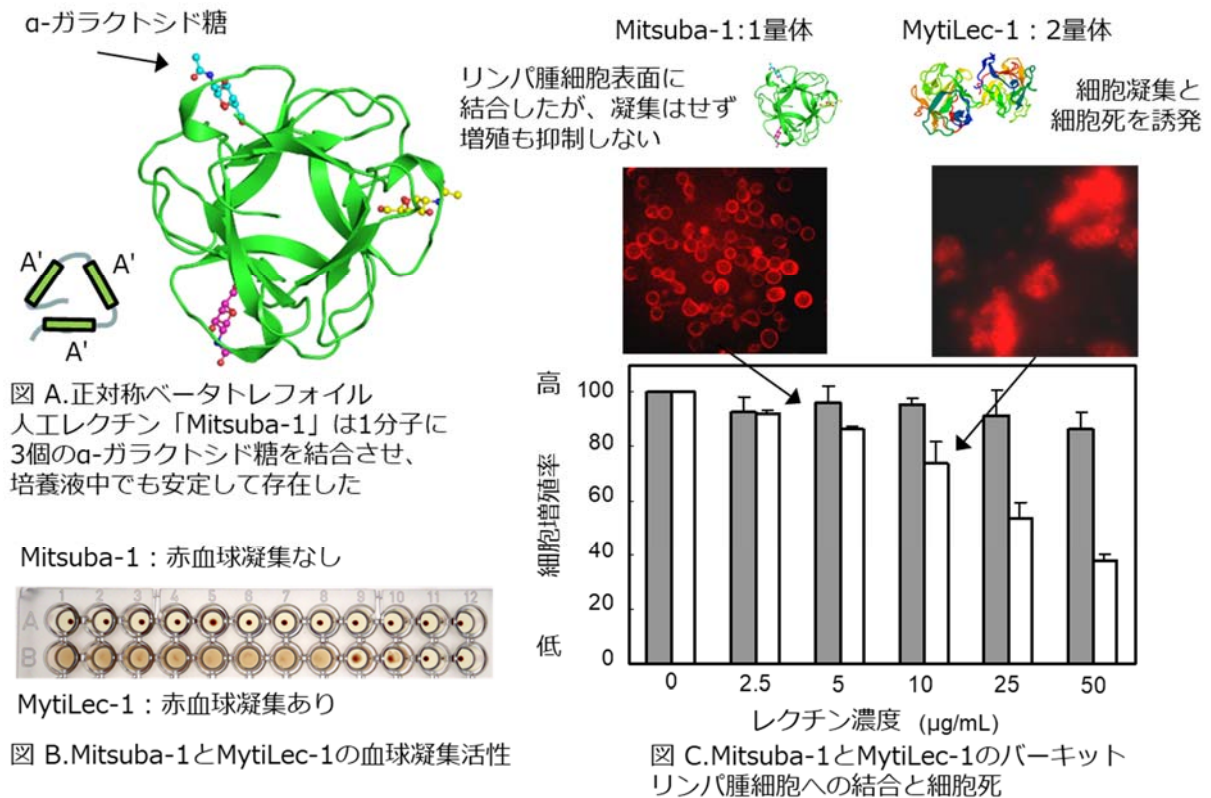 α-ガラクトシド糖
A'
A'
A'
図 A.正対称ベータトレフォイル
人工レクチン「Mitsuba-1」は1分子に
3個のα-ガラクトシド糖を結合させ、
培養液中でも安定して存在した
Mitsuba-1：赤血球凝集なし
1 2 3 4 5 6 7 8 9 10 11 12
A
B
MytiLec-1：赤血球凝集あり
図 B.Mitsuba-1とMytiLec-1の血球凝集活性
Mitsuba-1:1量体
リンパ腫細胞表面に
結合したが、凝集はせず
増殖も抑制しない
MytiLec-1：2量体
細胞凝集と
細胞死を誘発
高
細胞増殖率
低
100
80
60
40
20
0
0 2.5 5 10 25 50
レクチン濃度 (µg/mL)
図 C.Mitsuba-1とMytiLec-1のバーキット
リンパ腫細胞への結合と細胞死